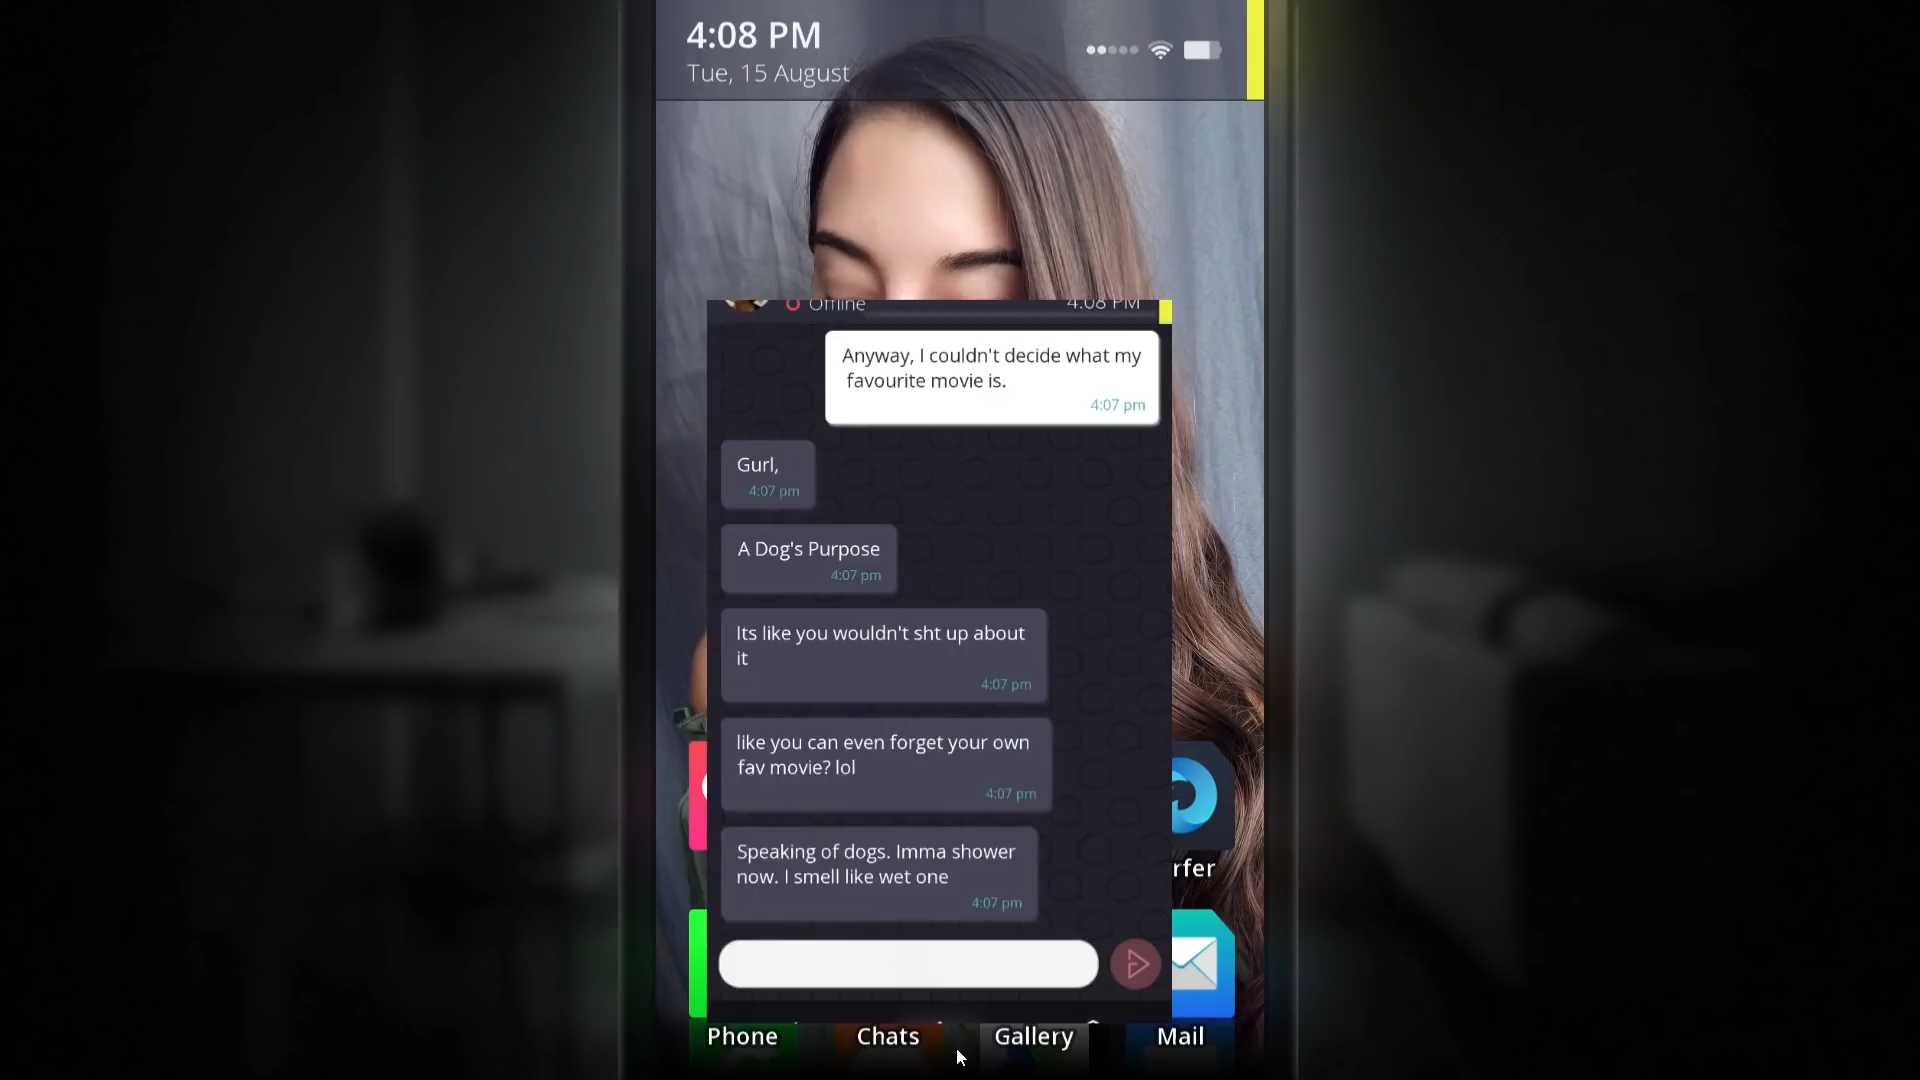 4:08 PM
Tue, 15 August
Offline
4:08 PM
Anyway, I couldn't decide what my
favourite movie is.
4:07 pm
Gurl,
4:07 pm
A Dog's Purpose
4:07 pm
Its like you wouldn't sht up about
it
4:07 pm
like you can even forget your own
fav movie? lol
4:07 pm
Speaking of dogs. Imma shower
now. I smell like wet one
4:07 pm
rfer
Phone
Chats
Gallery
Mail